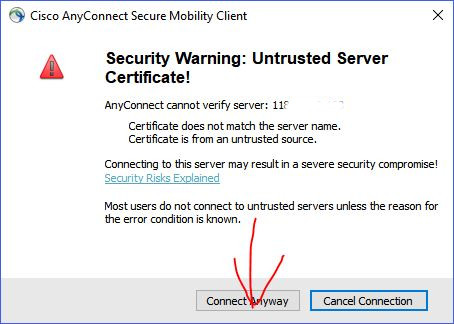 Cisco AnyConnect Secure Mobility Client
Security Warning: Untrusted Server
Certificate!
AnyConnect cannot verify server: 118
Certificate does not match the server name.
Certificate is from an untrusted source.
Connecting to this server may result in a severe security compromise!
Security Risks Explained
Most users do not connect to untrusted servers unless the reason for
the error condition is known.
Connect Anyway
Cancel Connection